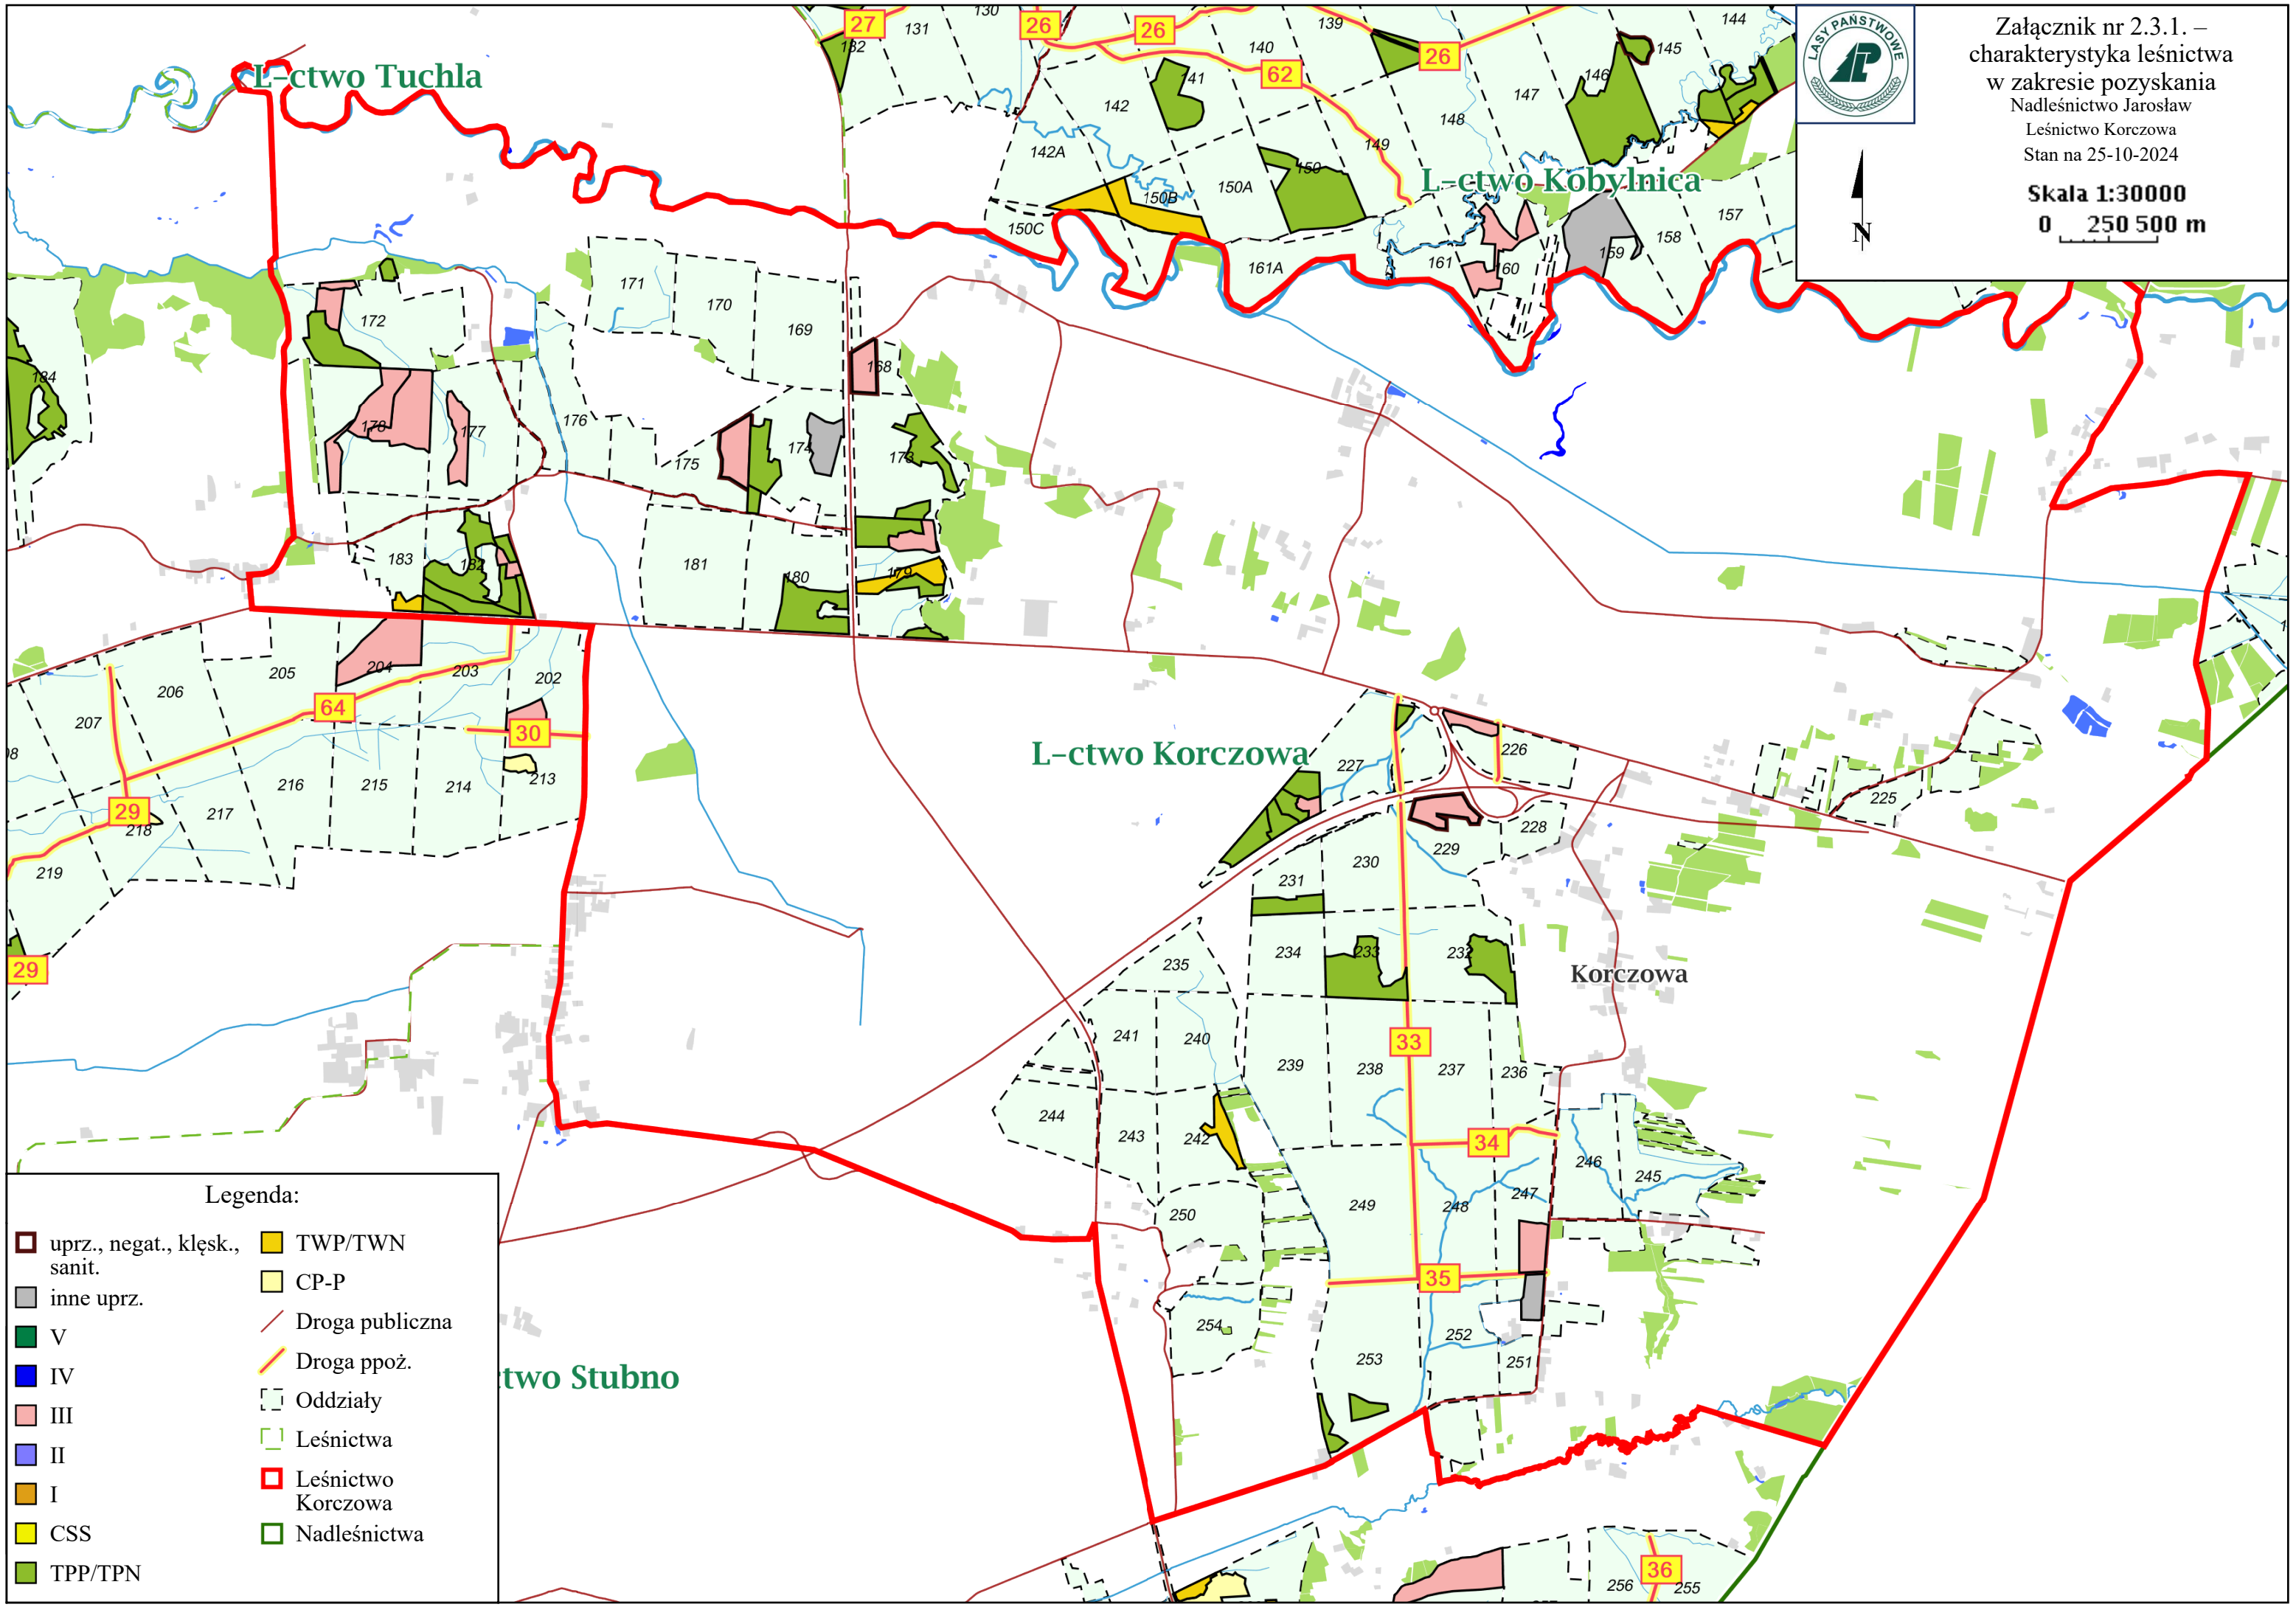 LASY PAŃSTWOWE
Załącznik nr 2.3.1. –
charakterystyka leśnictwa
w zakresie pozyskania
Nadleśnictwo Jarosław
Leśnictwo Korczowa
Stan na 25-10-2024
Skala 1:30000
0 250 500 m
N
L-ctwo Tuchla
L-ctwo Kobylnica
L-ctwo Korczowa
Korczowa
ctwo Stubno
27
26
26
26
62
132
131
130
139
140
141
142
144
145
146
147
148
149
142A
150
150A
150B
150C
161A
161
160
159
158
157
172
171
170
169
168
184
178
177
176
175
174
173
183
182
181
180
179
204
203
202
205
206
207
08
64
30
29
29
213
214
215
216
217
218
219
227
226
225
228
229
230
231
232
233
234
235
33
236
237
238
239
240
241
242
243
244
34
245
246
247
248
249
250
35
251
252
253
254
36
255
256
Legenda:
uprz., negat., klęsk.,
sanit.
inne uprz.
V
IV
III
II
I
CSS
TPP/TPN
TWP/TWN
CP-P
Droga publiczna
Droga ppoż.
Oddziały
Leśnictwa
Leśnictwo
Korczowa
Nadleśnictwa